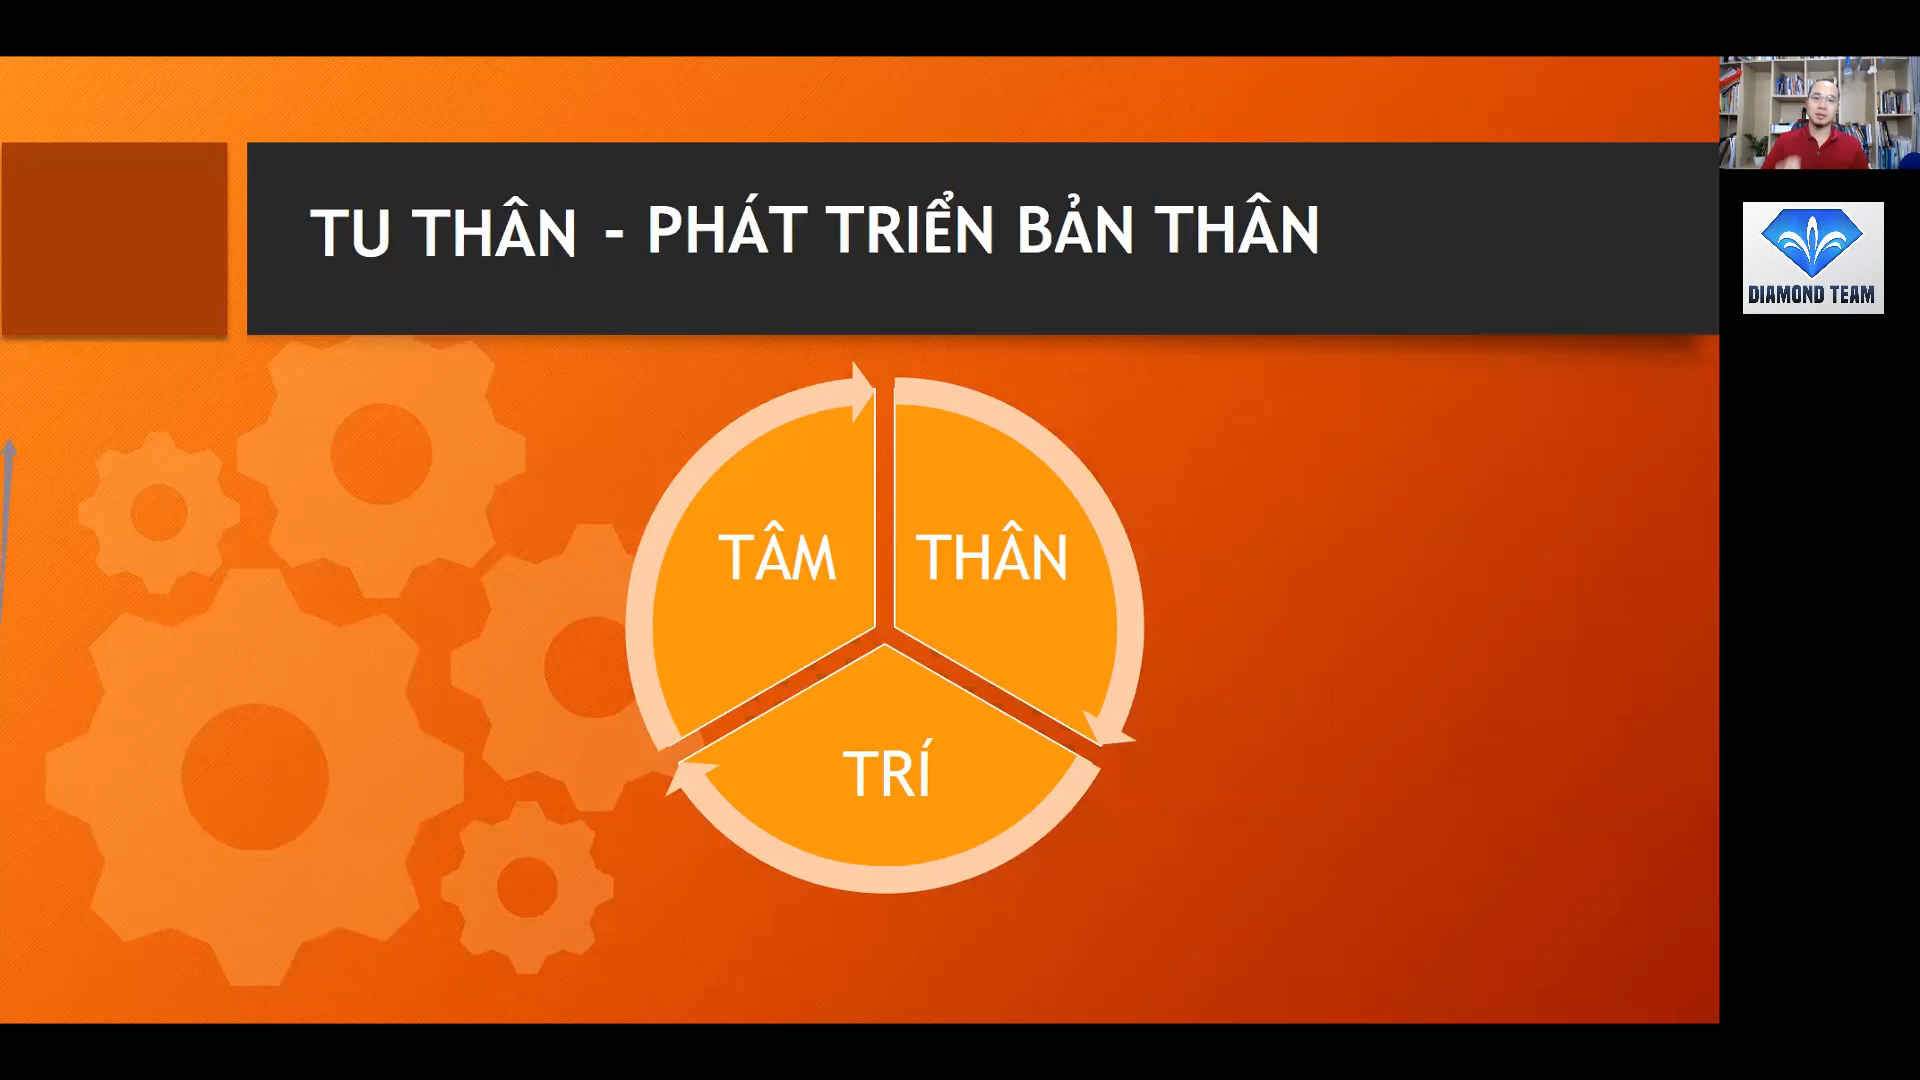 TU THÂN - PHÁT TRIỂN BẢN THÂN
TÂM
THÂN
TRÍ
DIAMOND TEAM